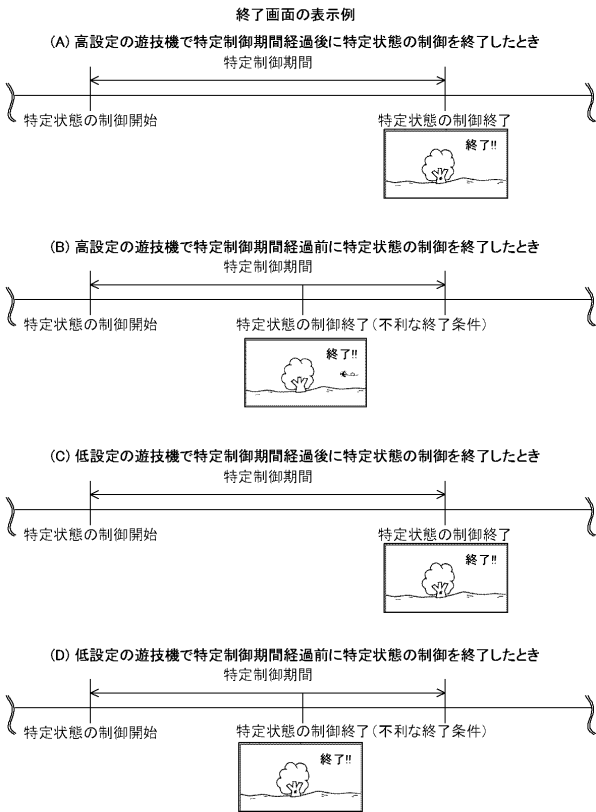 終了画面の表示例
(A) 高設定の遊技機で特定制御期間経過後に特定状態の制御を終了したとき
特定制御期間
特定状態の制御開始
特定状態の制御終了
終了!!
(B) 高設定の遊技機で特定制御期間経過前に特定状態の制御を終了したとき
特定制御期間
特定状態の制御開始
特定状態の制御終了(不利な終了条件)
終了!!
(C) 低設定の遊技機で特定制御期間経過後に特定状態の制御を終了したとき
特定制御期間
特定状態の制御開始
特定状態の制御終了
終了!!
(D) 低設定の遊技機で特定制御期間経過前に特定状態の制御を終了したとき
特定制御期間
特定状態の制御開始
特定状態の制御終了(不利な終了条件)
終了!!